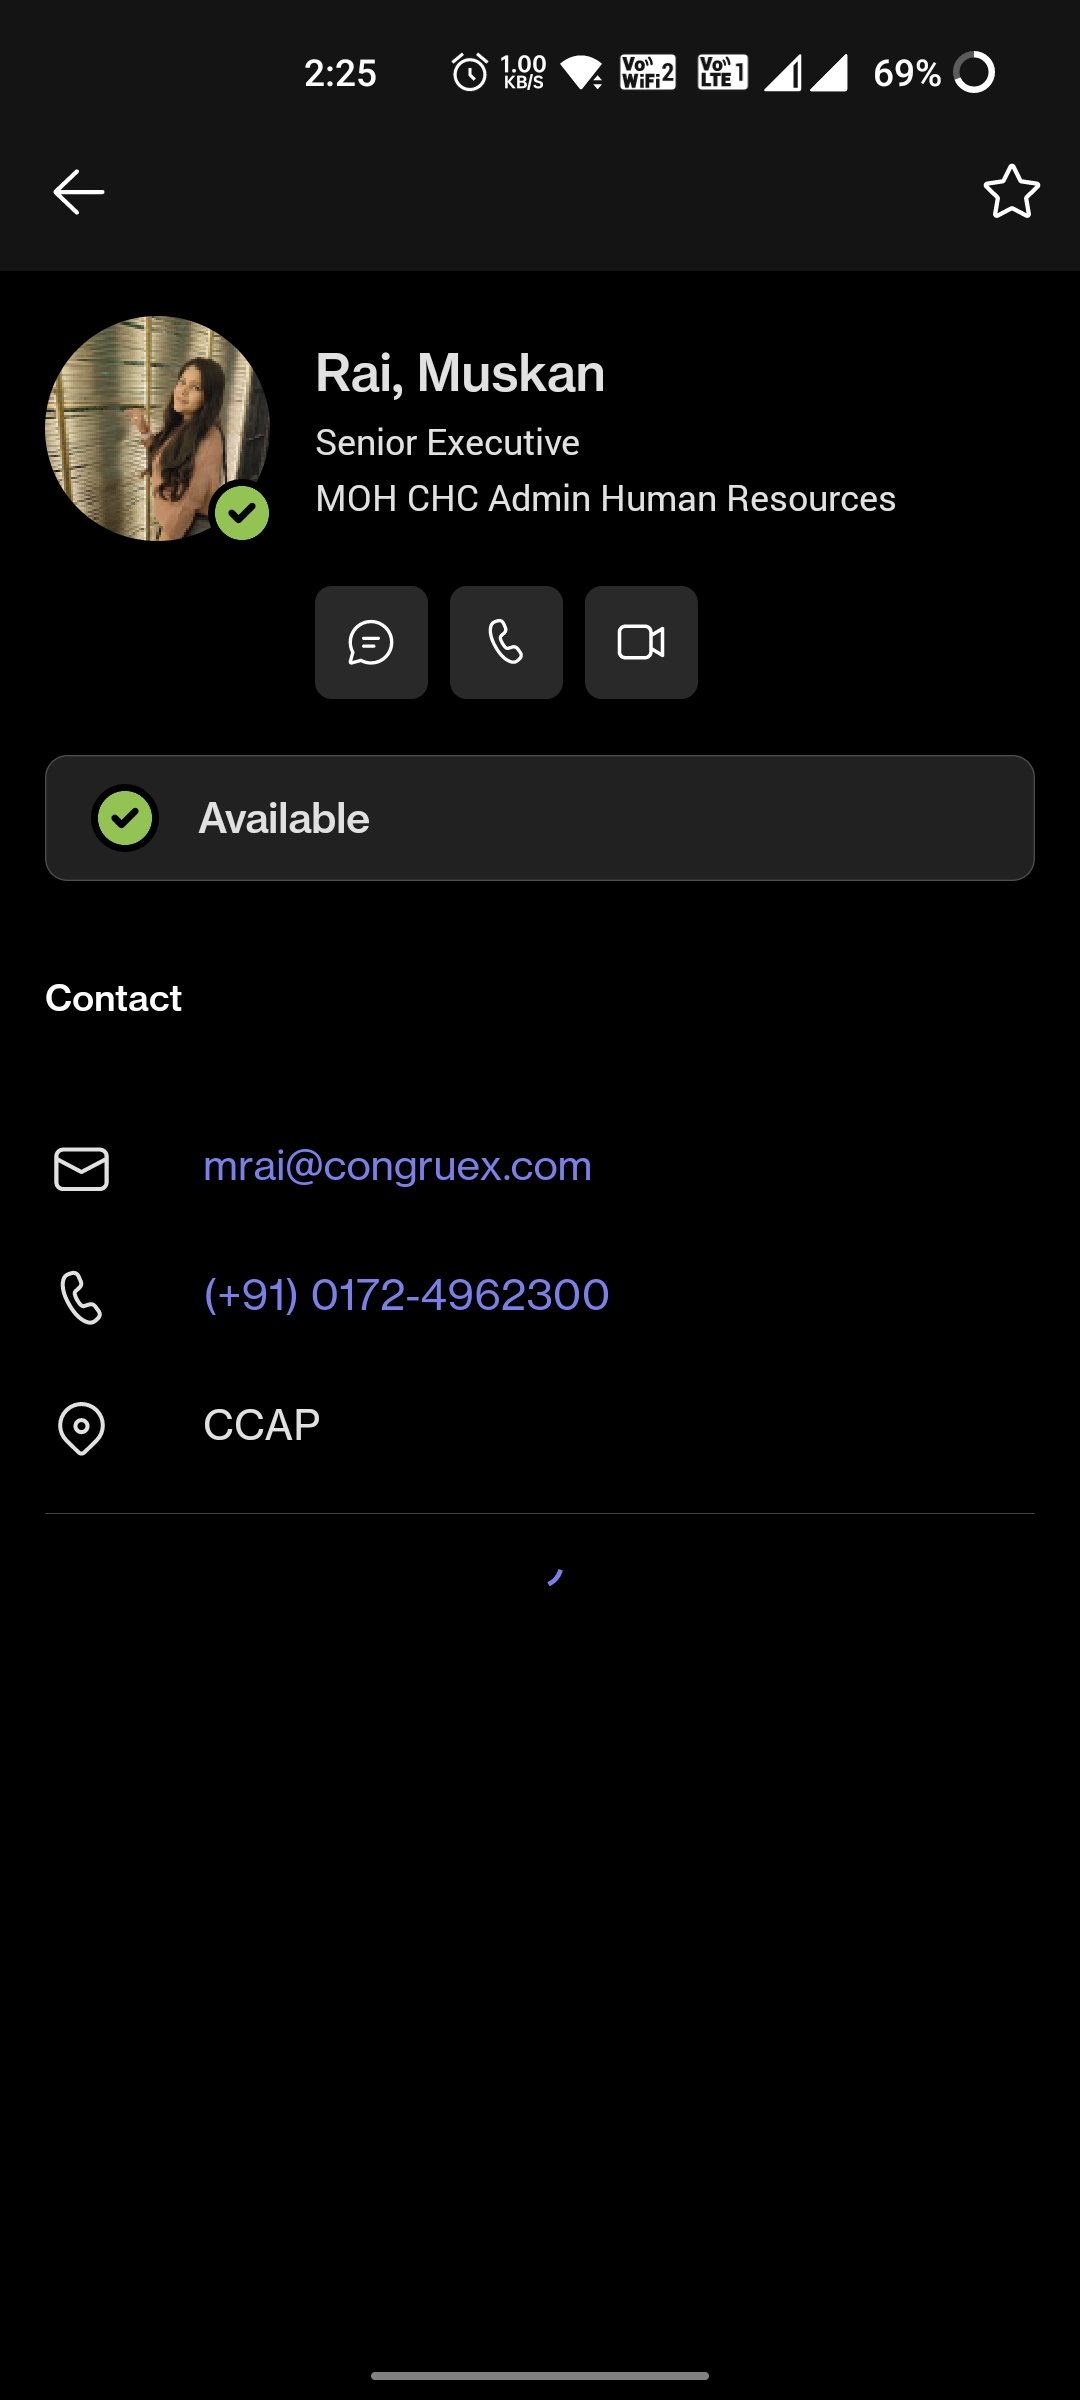 2:25 1.00 KB/S Vo WiFi 2 Vo LTE 1 69%
Rai, Muskan
Senior Executive
MOH CHC Admin Human Resources
Available
Contact
mrai@congruex.com
(+91) 0172-4962300
CCAP